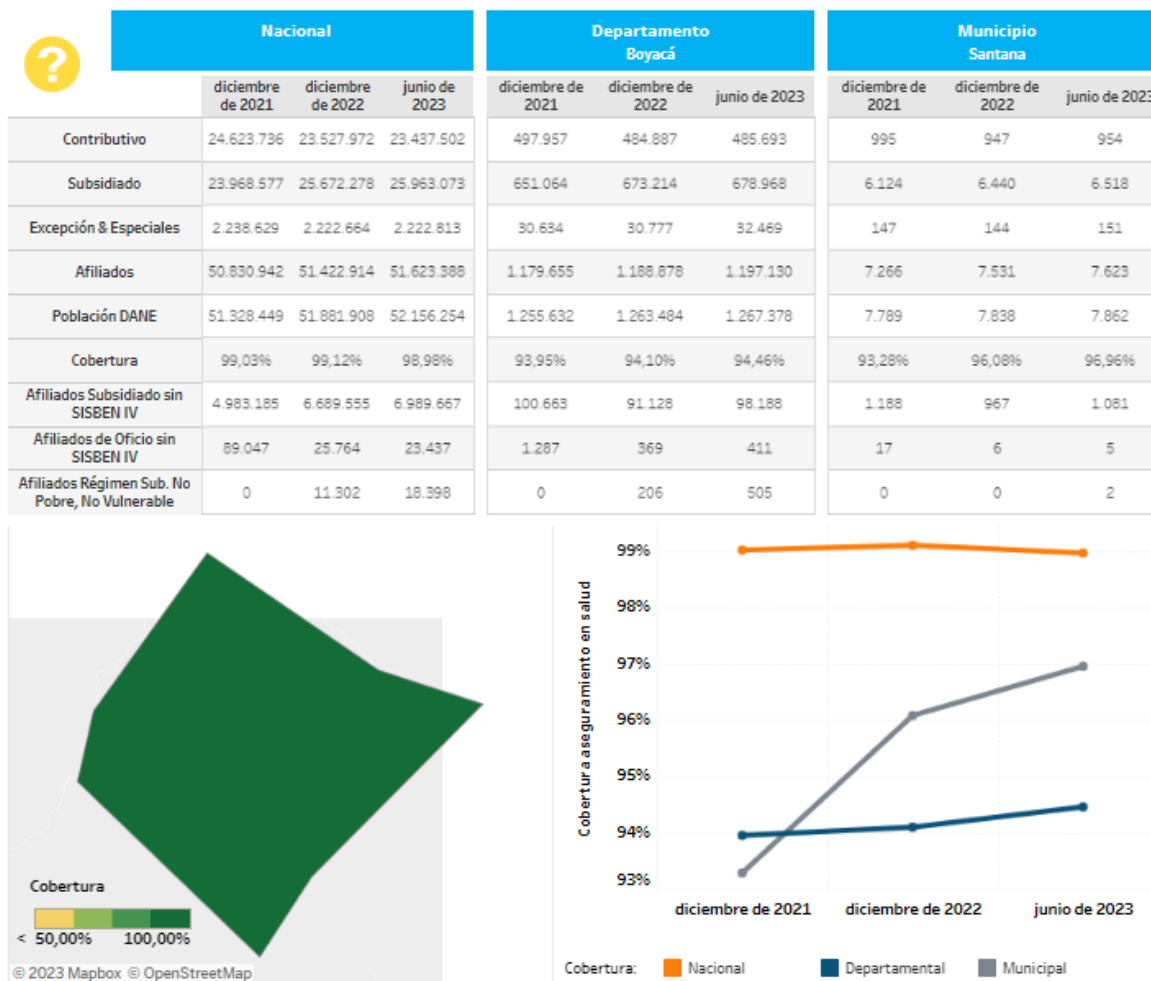 ?
Nacional
Departamento
Boyacá
Municipio
Santana
diciembre de 2021 diciembre de 2022 junio de 2023 diciembre de 2021 diciembre de 2022 junio de 2023 diciembre de 2021 diciembre de 2022 junio de 2023
Contributivo 24.623.736 23.527.972 23.437.502 497.957 484.887 485.693 995 947 954
Subsidiado 23.968.577 25.672.278 25.963.073 651.064 673.214 678.968 6.124 6.440 6.518
Excepción & Especiales 2.238.629 2.222.664 2.222.813 30.634 30.777 32.469 147 144 151
Afiliados 50.830.942 51.422.914 51.623.388 1.179.655 1.188.878 1.197.130 7.266 7.531 7.623
Población DANE 51.328.449 51.881.908 52.156.254 1.255.632 1.263.484 1.267.378 7.789 7.838 7.862
Cobertura 99,03% 99,12% 98,98% 93,95% 94,10% 94,46% 93,28% 96,08% 96,96%
Afiliados Subsidiado sin SISBEN IV 4.983.185 6.689.555 6.989.667 100.663 91.128 98.188 1.188 967 1.081
Afiliados de Oficio sin SISBEN IV 89.047 25.764 23.437 1.287 369 411 17 6 5
Afiliados Régimen Sub. No Pobre, No Vulnerable 0 11.302 18.398 0 206 505 0 0 2
Cobertura
< 50,00% 100,00%
© 2023 Mapbox © OpenStreetMap
Cobertura aseguramiento en salud
99%
98%
97%
96%
95%
94%
93%
diciembre de 2021 diciembre de 2022 junio de 2023
Cobertura: Nacional Departamental Municipal